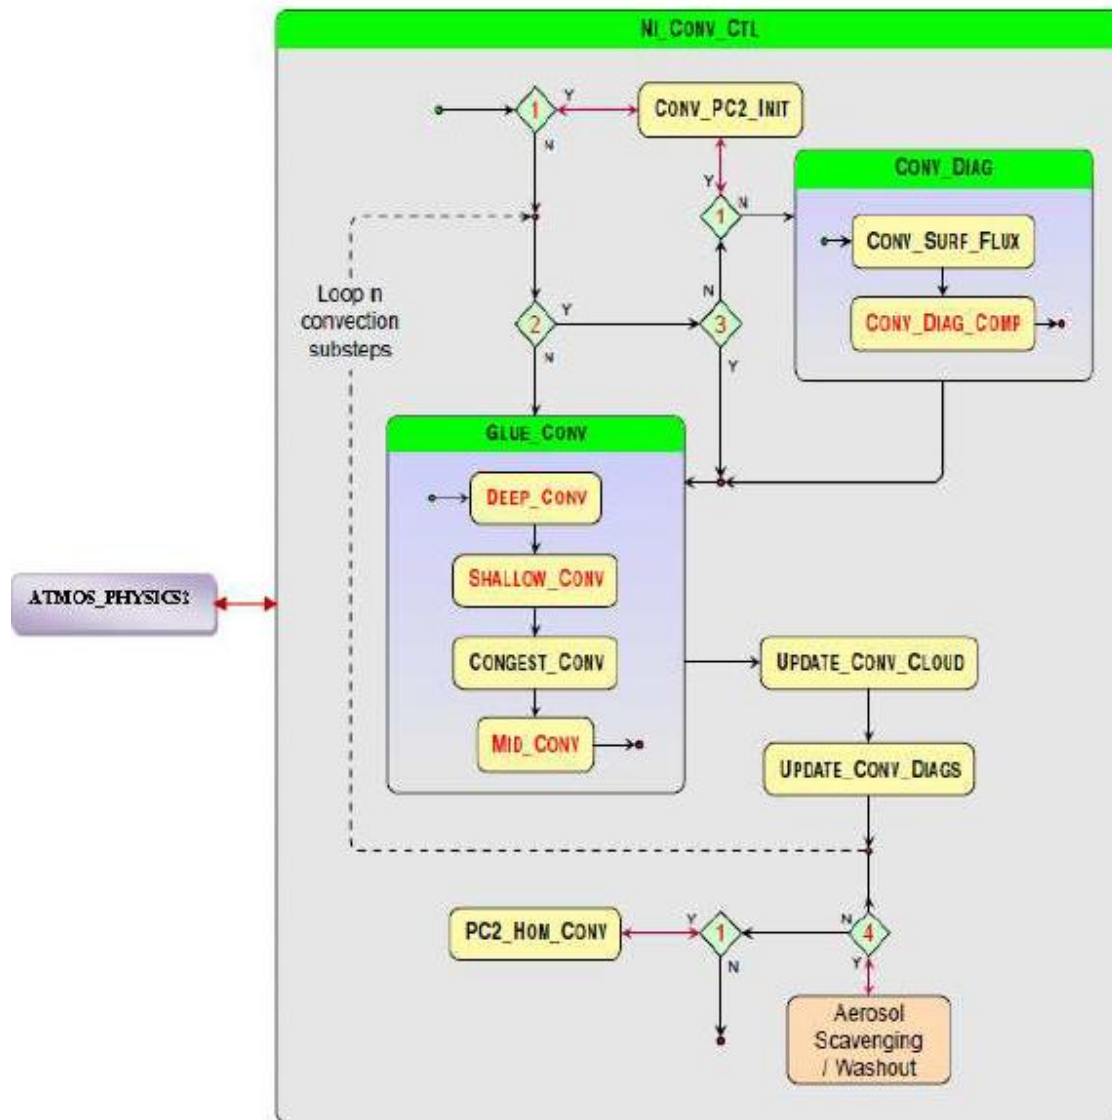 NI_CONV_CTL
1
Y
N
CONV_PC2_INIT
Y
1
N
CONV_DIAG
CONV_SURF_FLUX
CONV_DIAG_COMP
Loop n
convection
substeps
2
Y
N
3
N
Y
GLUE_CONV
DEEP_CONV
SHALLOW_CONV
CONGEST_CONV
MID_CONV
ATMOS_PHYSICS2
UPDATE_CONV_CLOUD
UPDATE_CONV_DIAGS
PC2_HOM_CONV
Y
1
N
N
4
Y
Aerosol
Scavenging
/ Washout